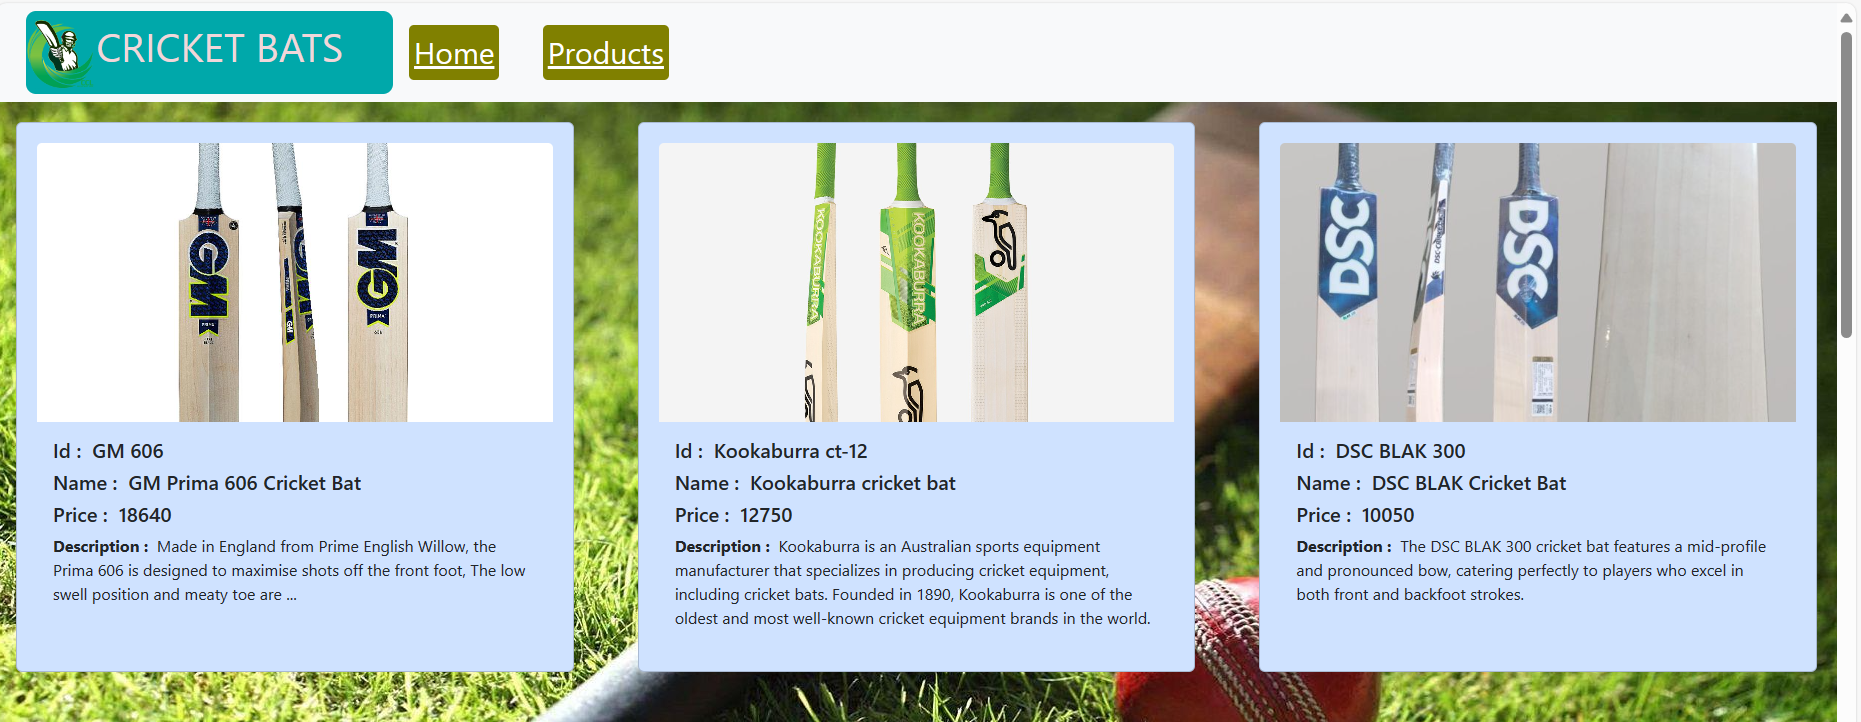 CRICKET BATS
Home
Products
GM
GM
PRIMA
606
GM
PRIMA
KOOKABURRA
KOOKABURRA
DSC
DSC
Id : GM 606
Name : GM Prima 606 Cricket Bat
Price : 18640
Description : Made in England from Prime English Willow, the
Prima 606 is designed to maximise shots off the front foot, The low
swell position and meaty toe are ...
Id : Kookaburra ct-12
Name : Kookaburra cricket bat
Price : 12750
Description : Kookaburra is an Australian sports equipment
manufacturer that specializes in producing cricket equipment,
including cricket bats. Founded in 1890, Kookaburra is one of the
oldest and most well-known cricket equipment brands in the world.
Id : DSC BLAK 300
Name : DSC BLAK Cricket Bat
Price : 10050
Description : The DSC BLAK 300 cricket bat features a mid-profile
and pronounced bow, catering perfectly to players who excel in
both front and backfoot strokes.